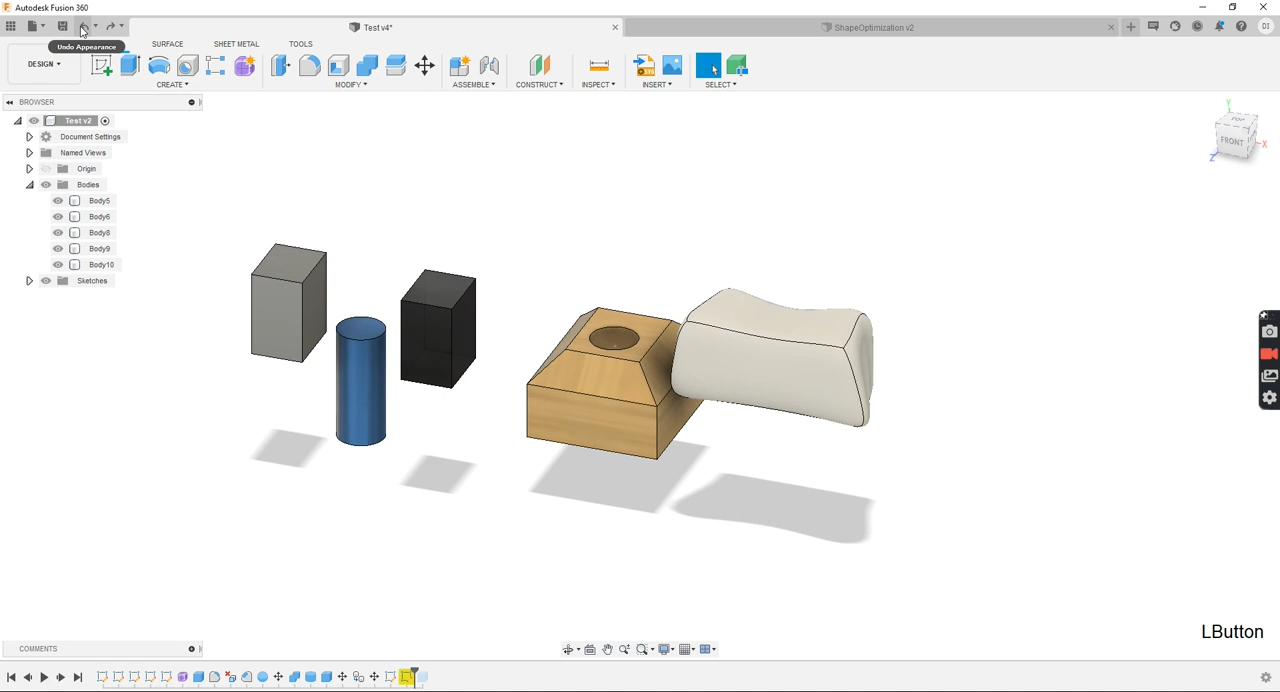 Autodesk Fusion 360
Test v4*
ShapeOptimization v2
DI
Undo Appearance
SURFACE
SHEET METAL
TOOLS
DESIGN
CREATE
MODIFY
ASSEMBLE
CONSTRUCT
INSPECT
INSERT
SELECT
BROWSER
Test v2
Document Settings
Named Views
Origin
Bodies
Body5
Body6
Body8
Body9
Body10
Sketches
Y
TOP
FRONT
X
Z
LButton
COMMENTS